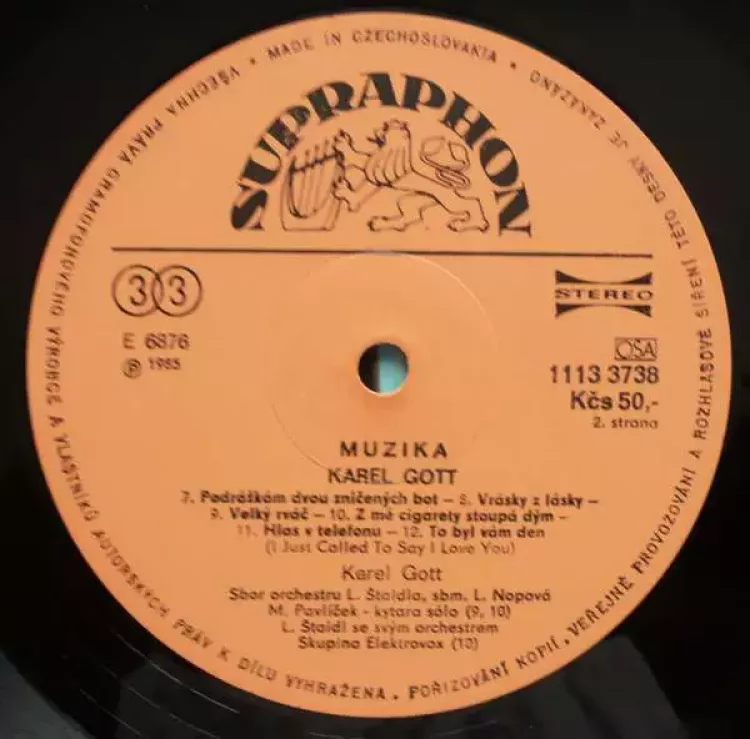 VŠECHNA PRÁVA GRAMOFONOVÉHO VÝROBCE A VLASTNÍKŮ AUTORSKÝCH PRÁV K DÍLU VYHRAŽENA. POŘIZOVÁNÍ KOPIÍ, VEŘEJNÉ PROVOZOVÁNÍ A ROZHLASOVÉ ŠÍŘENÍ TÉTO DESKY JE ZAKÁZÁNO • MADE IN CZECHOSLOVAKIA •
SUPRAPHON
33
STEREO
E 6876
℗ 1985
OSA
1113 3738
Kčs 50,-
2. strana
MUZIKA
KAREL GOTT
7. Podráškám dvou zničených bot – 8. Vrásky z lásky –
9. Velký rváč – 10. Z mé cigarety stoupá dým –
11. Hlas v telefonu – 12. To byl vám den
(I Just Called To Say I Love You)
Karel Gott
Sbor orchestru L. Štaidla, sbm. L. Nopová
M. Pavlíček - kytara sólo (9, 10)
L. Štaidl se svým orchestrem
Skupina Elektrovox (10)